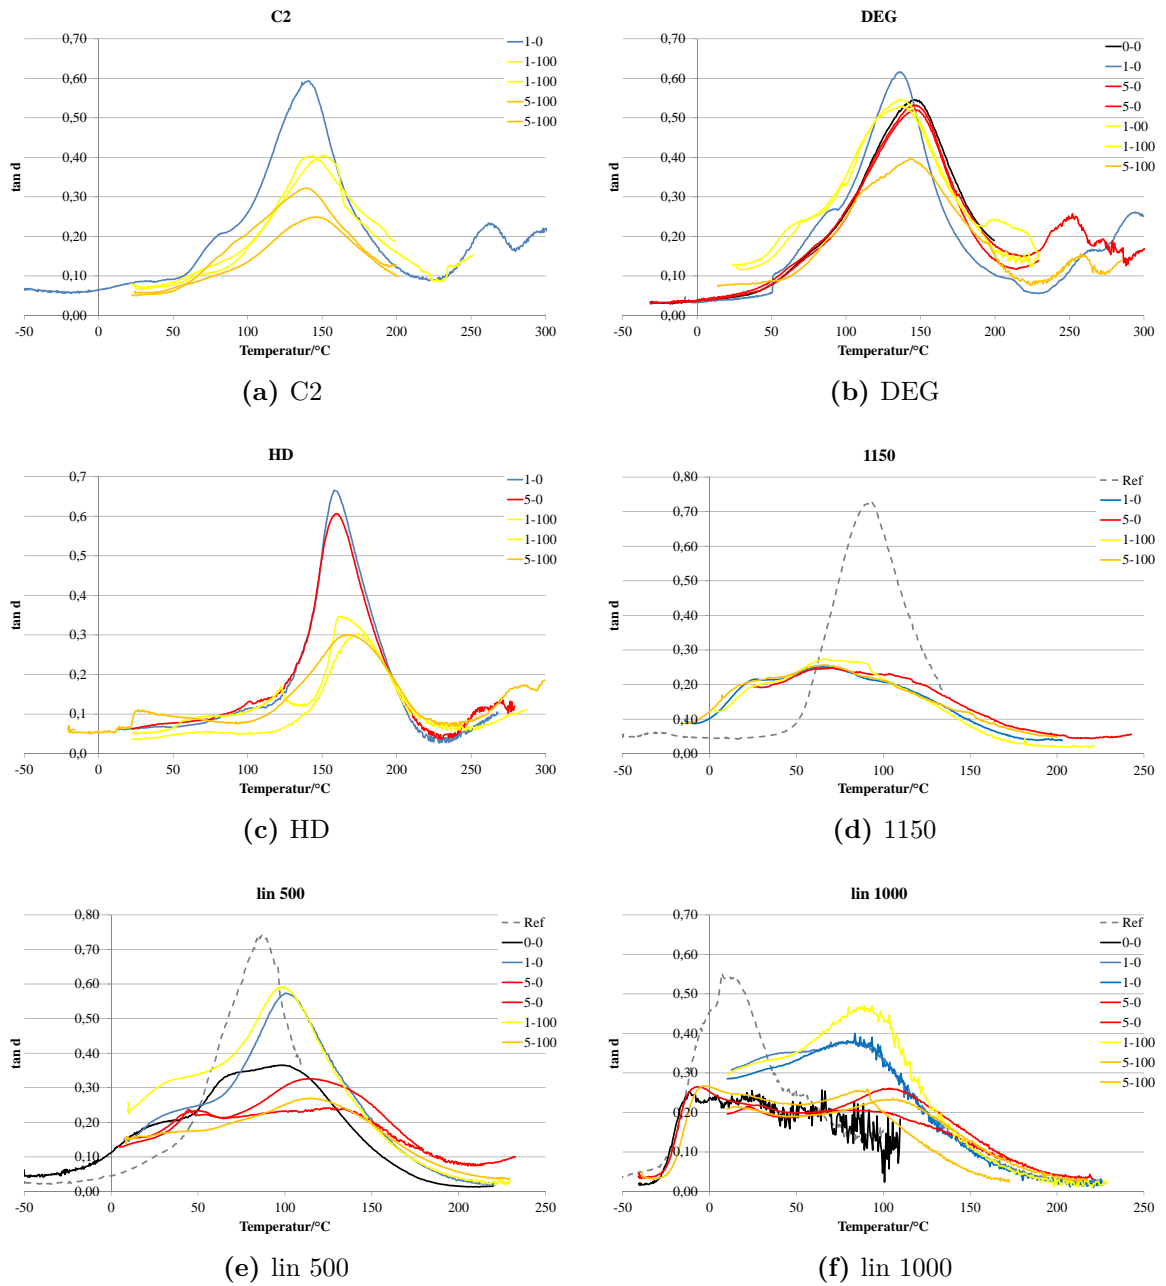 C2
tan d
0,70
0,60
0,50
0,40
0,30
0,20
0,10
0,00
-50 0 50 100 150 200 250 300
Temperatur/°C
1-0
1-100
1-100
5-100
5-100
(a) C2
DEG
tan d
0,70
0,60
0,50
0,40
0,30
0,20
0,10
0,00
-50 0 50 100 150 200 250 300
Temperatur/°C
0-0
1-0
5-0
5-0
1-00
1-100
5-100
(b) DEG
HD
tan d
0,7
0,6
0,5
0,4
0,3
0,2
0,1
0,0
-50 0 50 100 150 200 250 300
Temperatur/°C
1-0
5-0
1-100
1-100
5-100
(c) HD
1150
tan d
0,80
0,70
0,60
0,50
0,40
0,30
0,20
0,10
0,00
-50 0 50 100 150 200 250
Temperatur/°C
Ref
1-0
5-0
1-100
5-100
(d) 1150
lin 500
tan d
0,80
0,70
0,60
0,50
0,40
0,30
0,20
0,10
0,00
-50 0 50 100 150 200 250
Temperatur/°C
Ref
0-0
1-0
5-0
5-0
1-100
5-100
(e) lin 500
lin 1000
tan d
0,70
0,60
0,50
0,40
0,30
0,20
0,10
0,00
-50 0 50 100 150 200 250
Temperatur/°C
Ref
0-0
1-0
1-0
5-0
5-0
1-100
5-100
5-100
(f) lin 1000